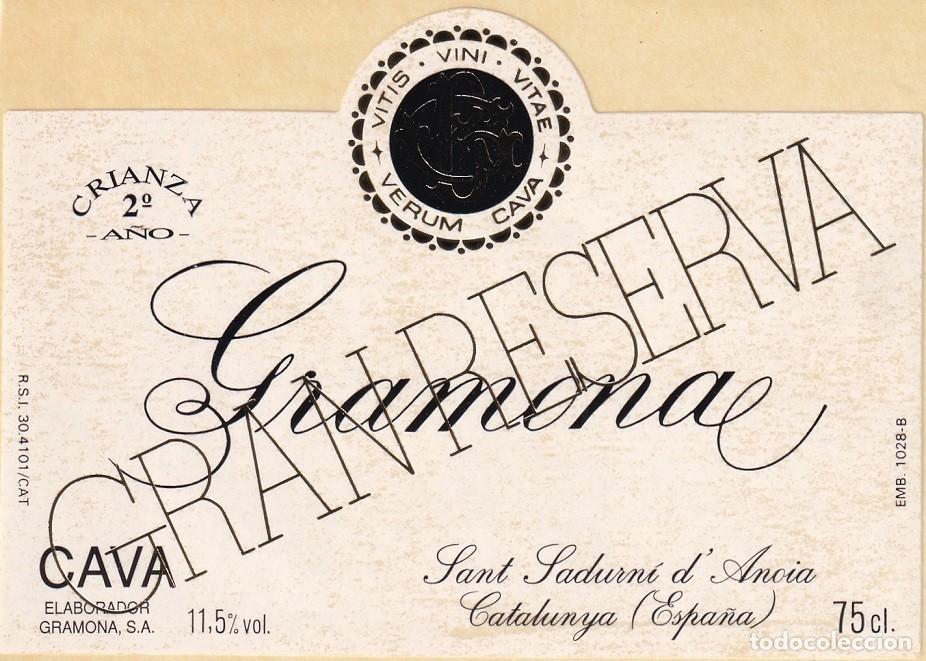 VITIS · VINI · VITAE
VERUM CAVA
CRIANZA
2º
- AÑO -
GRAN RESERVA
Gramona
R.S.I. 30.4101/CAT
EMB. 1028-B
CAVA
ELABORADOR
GRAMONA, S.A.
11,5% vol.
Sant Sadurní d'Anoia
Catalunya (España)
75 cl.
todocoleccion